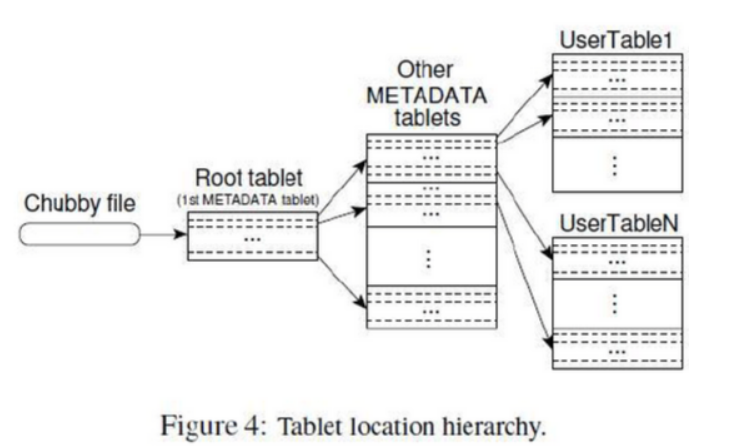 UserTable1
Other
METADATA
tablets
Root tablet
(1st METADATA tablet)
Chubby file
UserTableN
...
...
...
...
...
...
...
...
...
Figure 4: Tablet location hierarchy.